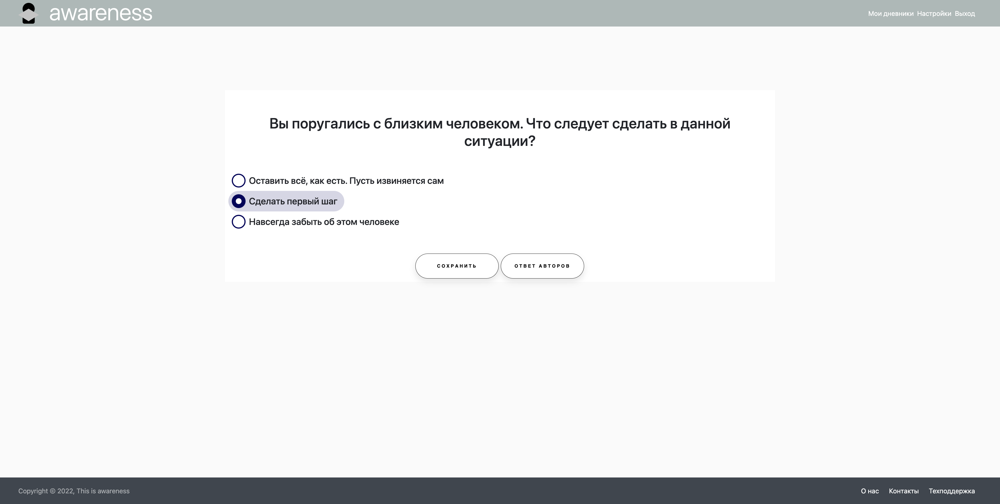 awareness
Мои дневники Настройки Выход
Вы поругались с близким человеком. Что следует сделать в данной
ситуации?
Оставить всё, как есть. Пусть извиняется сам
Сделать первый шаг
Навсегда забыть об этом человеке
СОХРАНИТЬ ОТВЕТ АВТОРОВ
Copyright © 2022, This is awareness
О нас Контакты Техподдержка